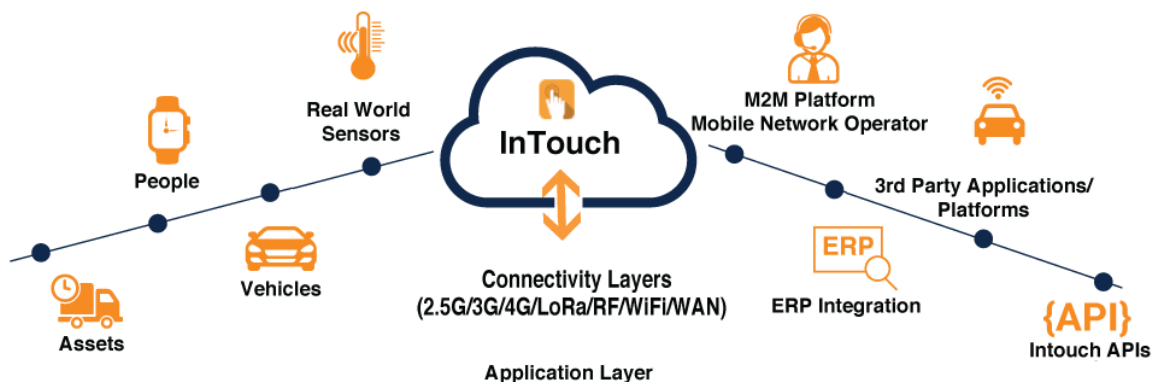 Real World
Sensors
People
Vehicles
Assets
InTouch
Connectivity Layers
(2.5G/3G/4G/LoRa/RF/WiFi/WAN)
Application Layer
M2M Platform
Mobile Network Operator
3rd Party Applications/
Platforms
ERP
ERP Integration
{API}
Intouch APIs